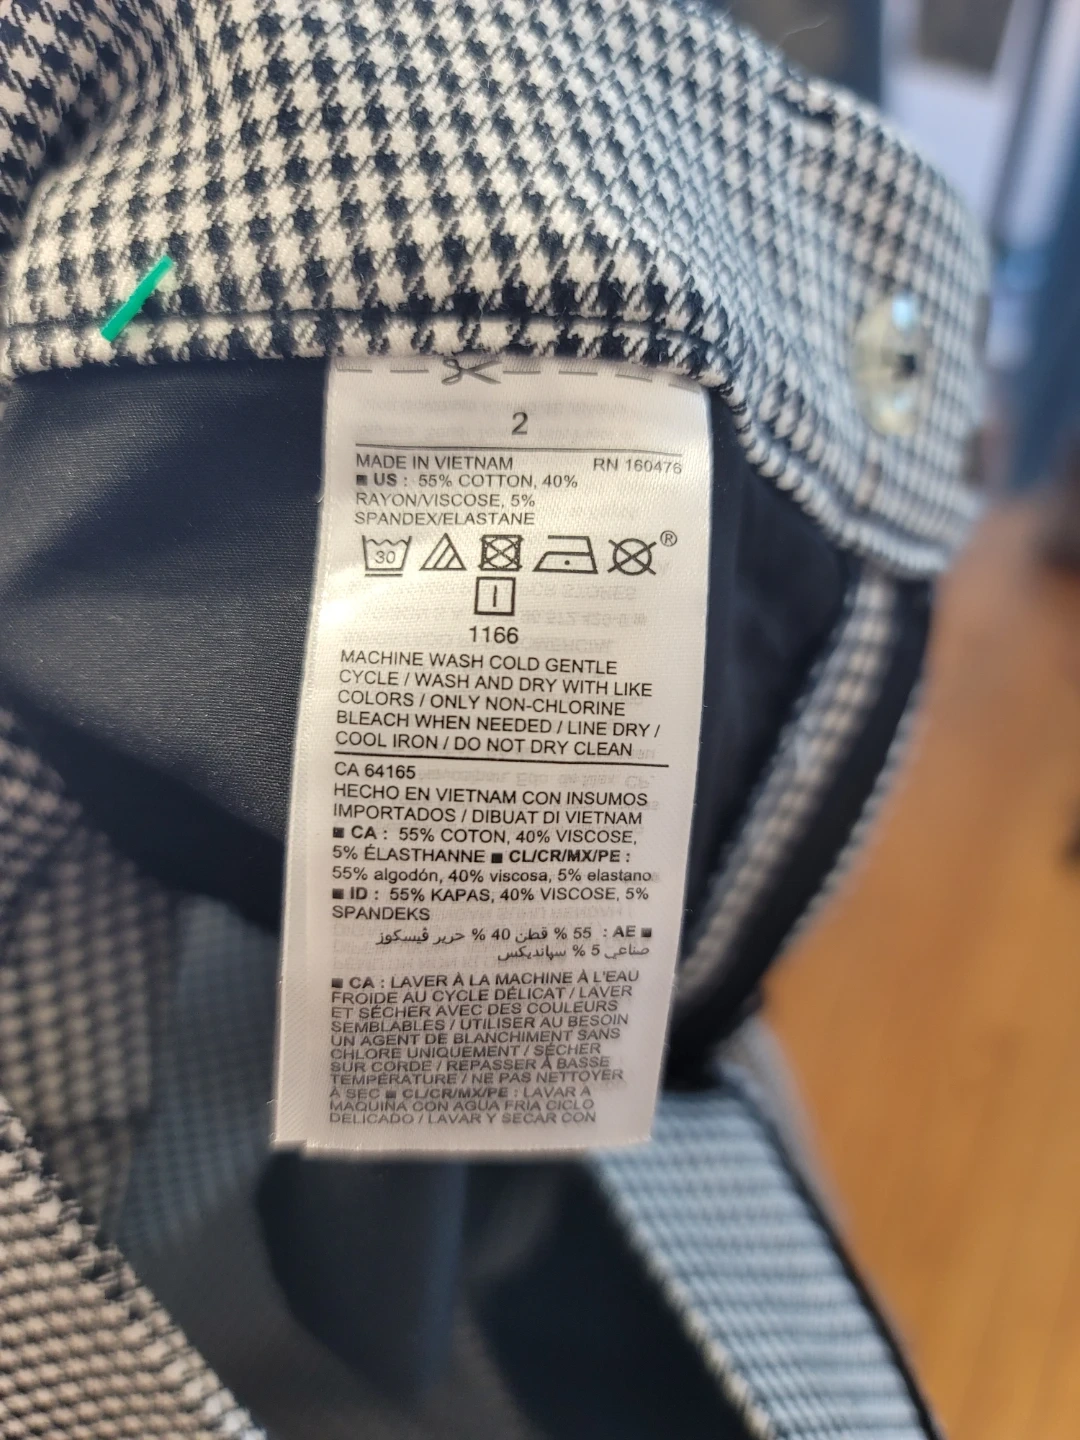 2
MADE IN VIETNAM RN 160476
■ US : 55% COTTON, 40%
RAYON/VISCOSE, 5%
SPANDEX/ELASTANE
30
®
1166
MACHINE WASH COLD GENTLE
CYCLE / WASH AND DRY WITH LIKE
COLORS / ONLY NON-CHLORINE
BLEACH WHEN NEEDED / LINE DRY /
COOL IRON / DO NOT DRY CLEAN
CA 64165
HECHO EN VIETNAM CON INSUMOS
IMPORTADOS / DIBUAT DI VIETNAM
■ CA : 55% COTON, 40% VISCOSE,
5% ÉLASTHANNE ■ CL/CR/MX/PE :
55% algodón, 40% viscosa, 5% elastano
■ ID : 55% KAPAS, 40% VISCOSE, 5%
SPANDEKS
■ AE : 55 % قطن 40 % حرير ڤيسكوز
صناعي 5 % سپانديكس
■ CA : LAVER À LA MACHINE À L'EAU
FROIDE AU CYCLE DÉLICAT / LAVER
ET SÉCHER AVEC DES COULEURS
SEMBLABLES / UTILISER AU BESOIN
UN AGENT DE BLANCHIMENT SANS
CHLORE UNIQUEMENT / SÉCHER
SUR CORDE / REPASSER À BASSE
TEMPÉRATURE / NE PAS NETTOYER
À SEC ■ CL/CR/MX/PE : LAVAR A
MAQUINA CON AGUA FRIA CICLO
DELICADO / LAVAR Y SECAR CON